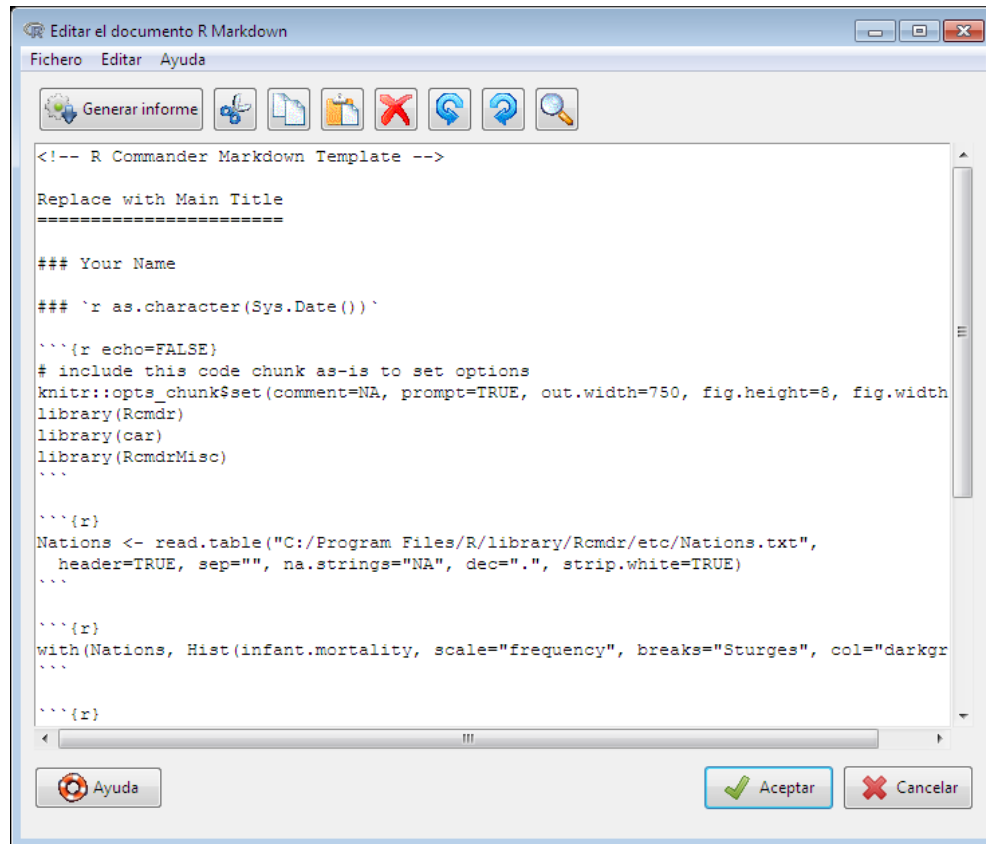 Editar el documento R Markdown
Fichero Editar Ayuda
Generar informe
<!-- R Commander Markdown Template -->
Replace with Main Title
=======================
### Your Name
### `r as.character(Sys.Date())`
```{r echo=FALSE}
# include this code chunk as-is to set options
knitr::opts_chunk$set(comment=NA, prompt=TRUE, out.width=750, fig.height=8, fig.width
library(Rcmdr)
library(car)
library(RcmdrMisc)
```
```{r}
Nations <- read.table("C:/Program Files/R/library/Rcmdr/etc/Nations.txt",
  header=TRUE, sep="", na.strings="NA", dec=".", strip.white=TRUE)
```
```{r}
with(Nations, Hist(infant.mortality, scale="frequency", breaks="Sturges", col="darkgr
```
```{r}
Ayuda Aceptar Cancelar